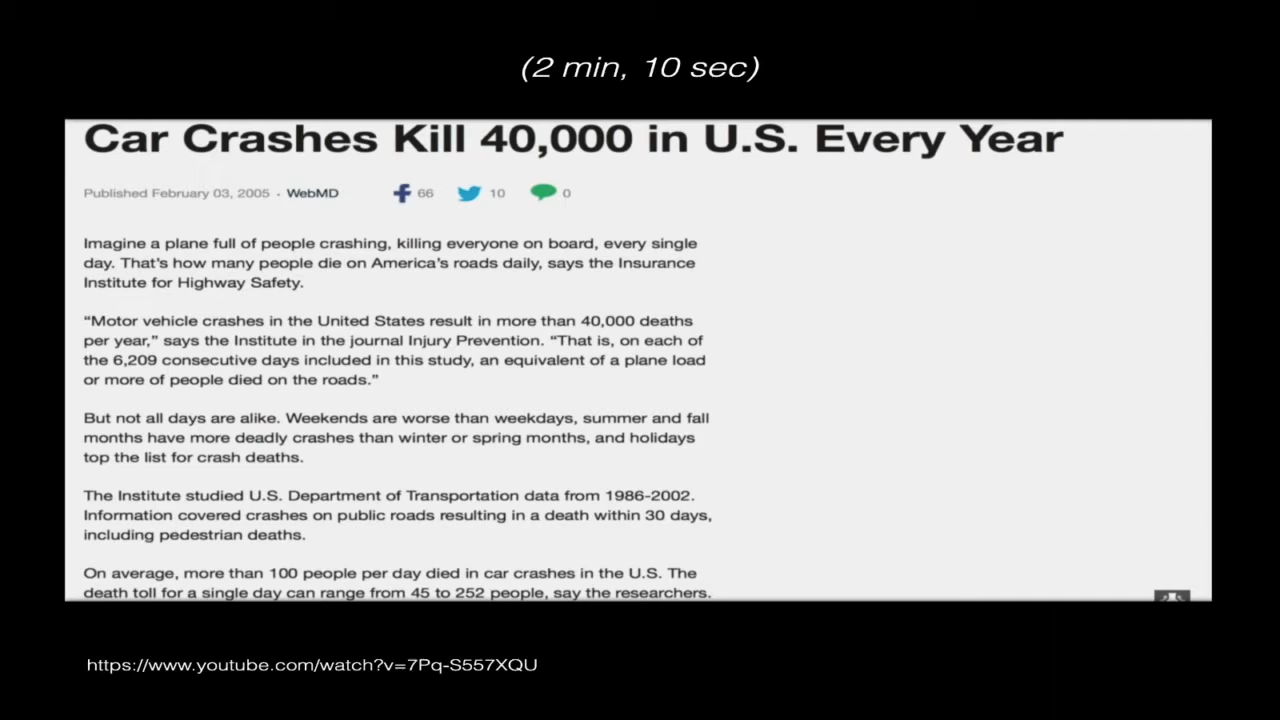 (2 min, 10 sec)
Car Crashes Kill 40,000 in U.S. Every Year
Published February 03, 2005 · WebMD 66 10 0
Imagine a plane full of people crashing, killing everyone on board, every single
day. That's how many people die on America's roads daily, says the Insurance
Institute for Highway Safety.
“Motor vehicle crashes in the United States result in more than 40,000 deaths
per year,” says the Institute in the journal Injury Prevention. “That is, on each of
the 6,209 consecutive days included in this study, an equivalent of a plane load
or more of people died on the roads.”
But not all days are alike. Weekends are worse than weekdays, summer and fall
months have more deadly crashes than winter or spring months, and holidays
top the list for crash deaths.
The Institute studied U.S. Department of Transportation data from 1986-2002.
Information covered crashes on public roads resulting in a death within 30 days,
including pedestrian deaths.
On average, more than 100 people per day died in car crashes in the U.S. The
death toll for a single day can range from 45 to 252 people, say the researchers.
https://www.youtube.com/watch?v=7Pq-S557XQU